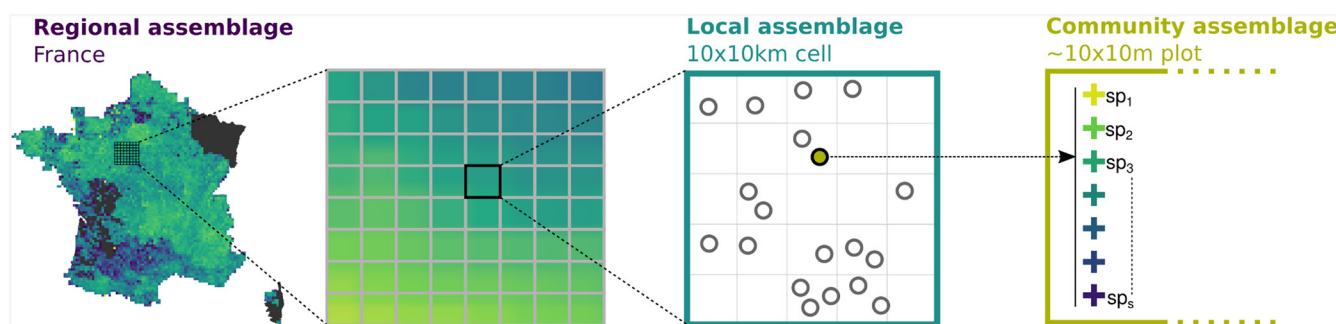 Regional assemblage
France
Local assemblage
10x10km cell
Community assemblage
~10x10m plot
sp1
sp2
sp3
sps